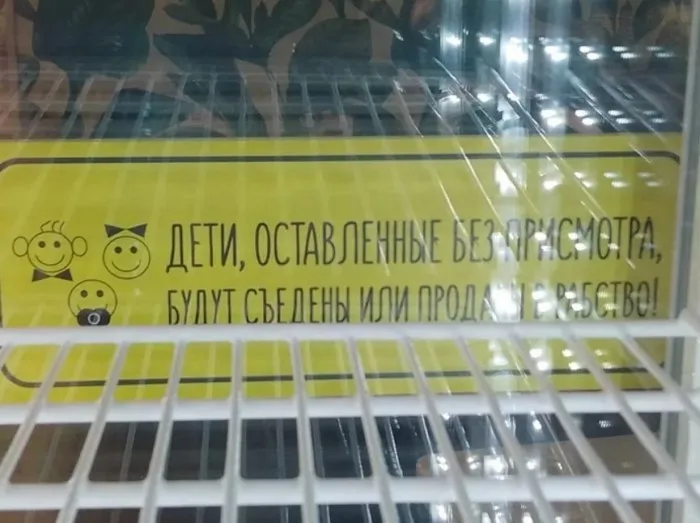 ДЕТИ, ОСТАВЛЕННЫЕ БЕЗ ПРИСМОТРА,
БУДУТ СЪЕДЕНЫ ИЛИ ПРОДАНЫ В РАБСТВО!